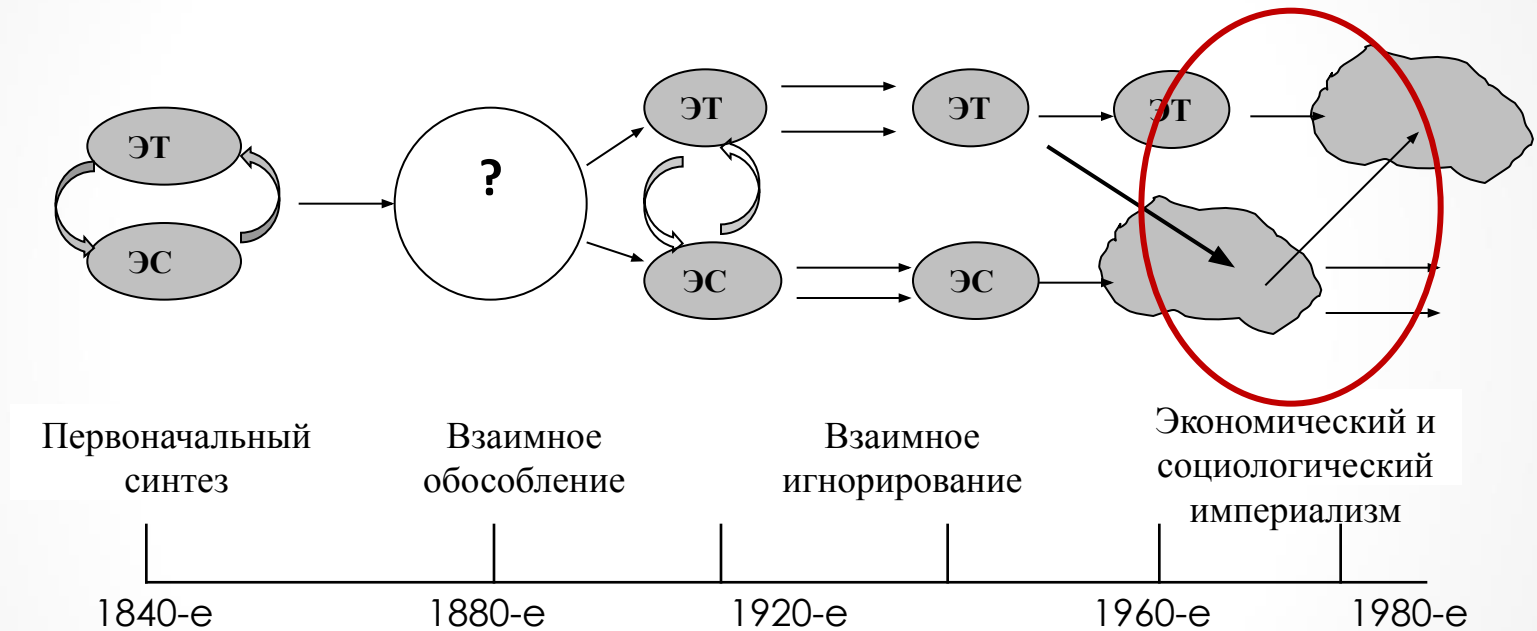 ЭТ
ЭС
?
ЭТ
ЭС
ЭТ
ЭС
ЭТ
Первоначальный
синтез
Взаимное
обособление
Взаимное
игнорирование
Экономический и
социологический
империализм
1840-е
1880-е
1920-е
1960-е
1980-е